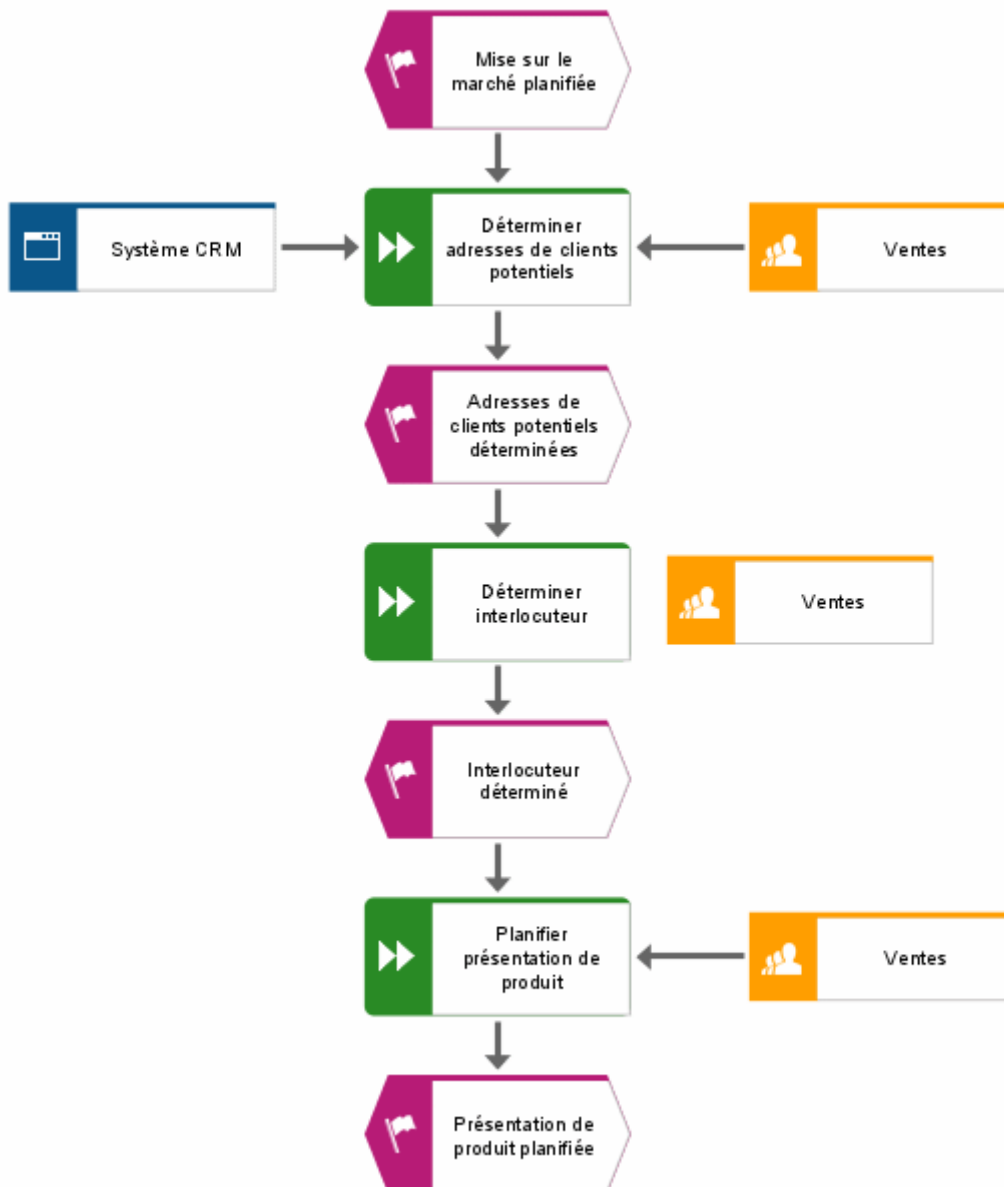 Mise sur le
marché planifiée
Système CRM
Déterminer
adresses de clients
potentiels
Ventes
Adresses de
clients potentiels
déterminées
Déterminer
interlocuteur
Ventes
Interlocuteur
déterminé
Planifier
présentation de
produit
Ventes
Présentation de
produit planifiée